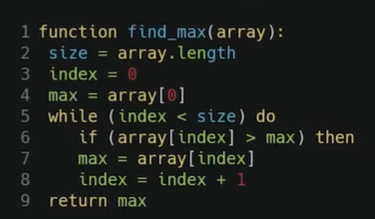 1 function find_max(array):
2 size = array.length
3 index = 0
4 max = array[0]
5 while (index < size) do
6 if (array[index] > max) then
7 max = array[index]
8 index = index + 1
9 return max